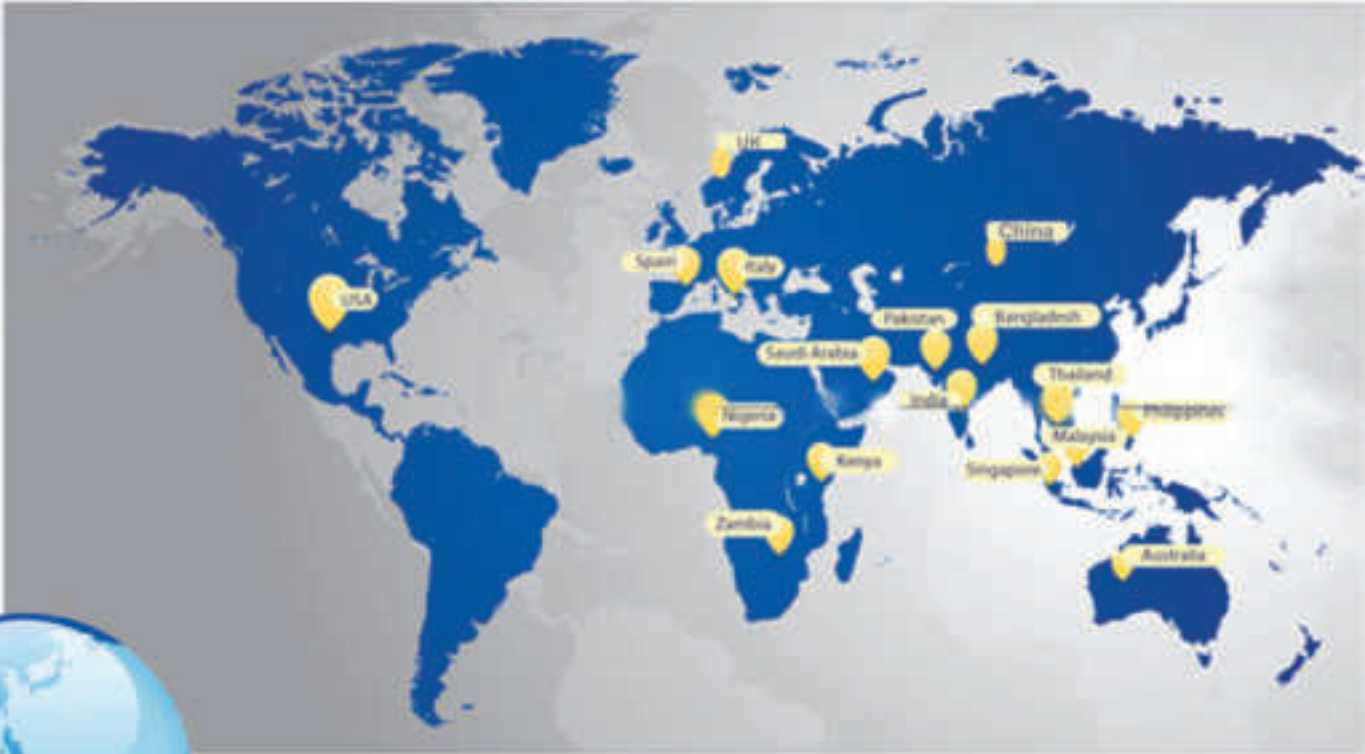 UK
China
Spain
Italy
USA
Pakistan
Bangladesh
Saudi Arabia
Thailand
India
Nigeria
Philippines
Malaysia
Kenya
Singapore
Zambia
Australia